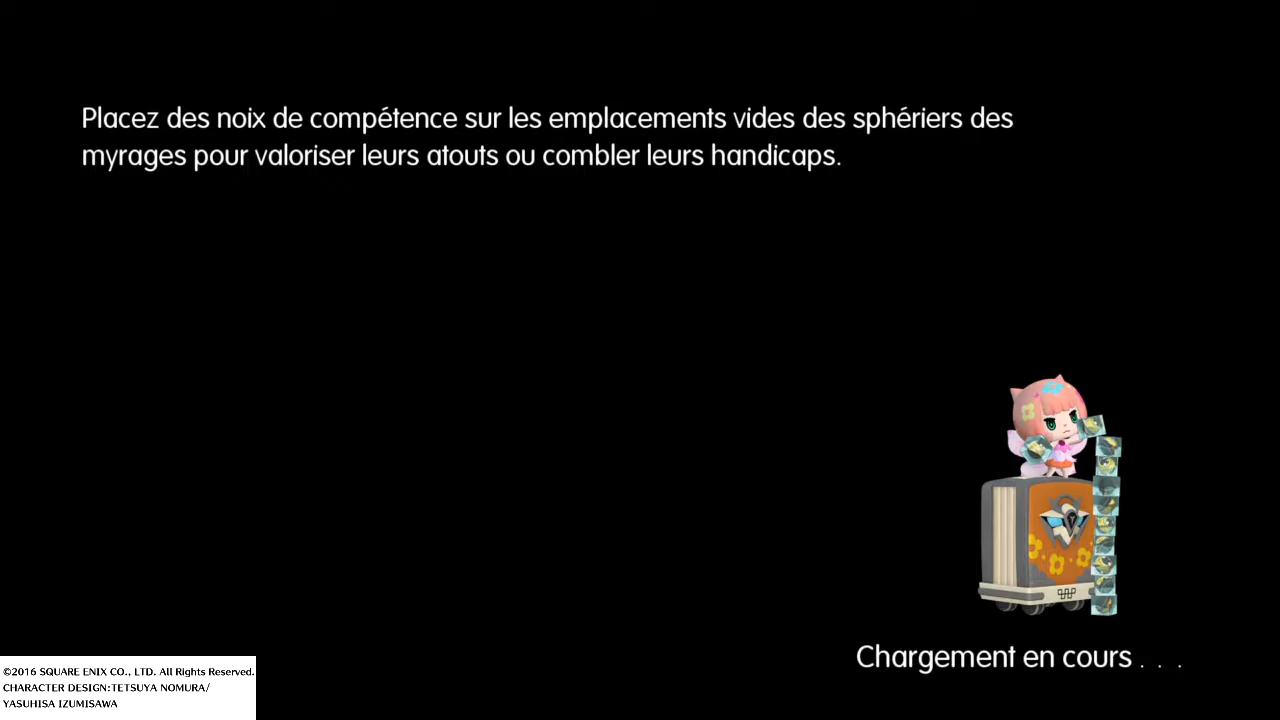 Placez des noix de compétence sur les emplacements vides des sphériers des
myrages pour valoriser leurs atouts ou combler leurs handicaps.
Chargement en cours . . .
©2016 SQUARE ENIX CO., LTD. All Rights Reserved.
CHARACTER DESIGN:TETSUYA NOMURA/
YASUHISA IZUMISAWA